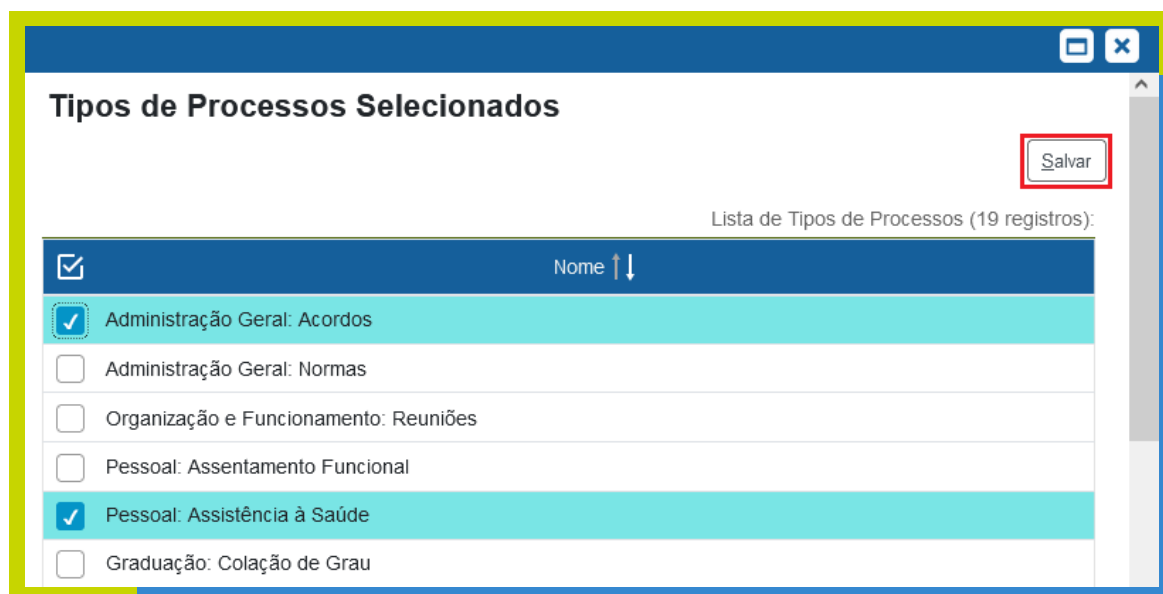 Tipos de Processos Selecionados
Salvar
Lista de Tipos de Processos (19 registros):
Nome
Administração Geral: Acordos
Administração Geral: Normas
Organização e Funcionamento: Reuniões
Pessoal: Assentamento Funcional
Pessoal: Assistência à Saúde
Graduação: Colação de Grau